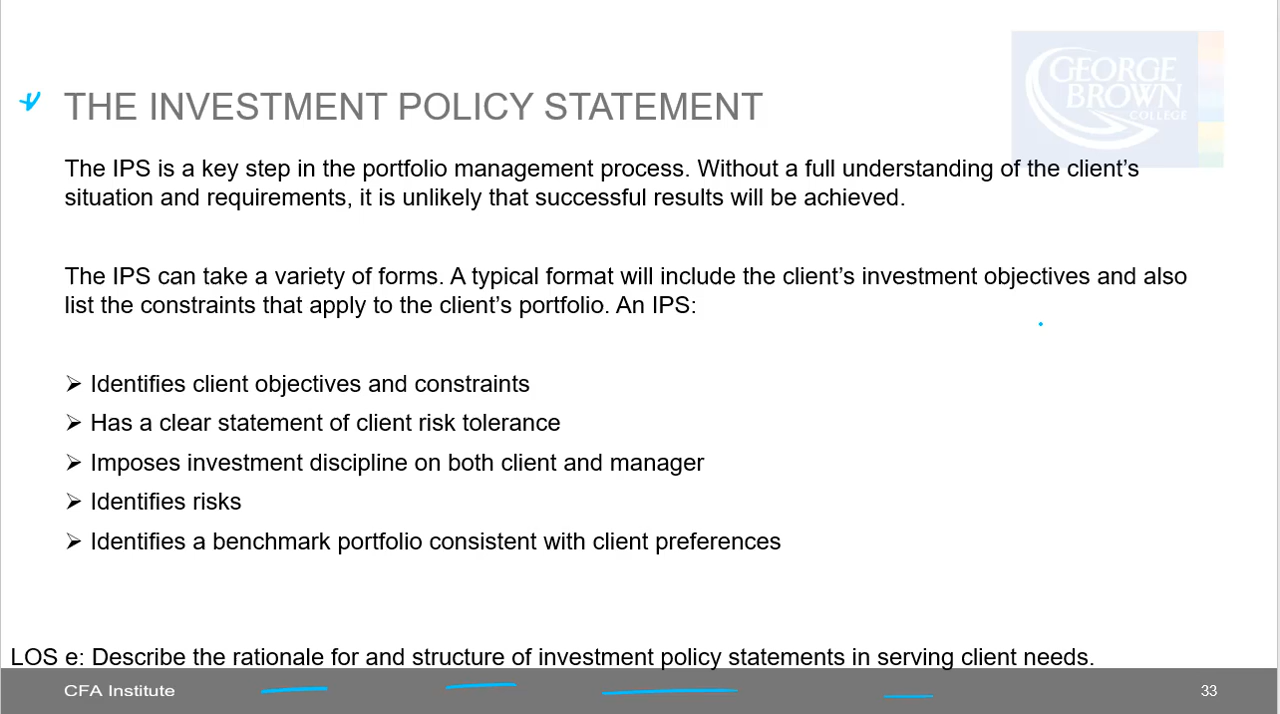 GEORGE
BROWN
COLLEGE
THE INVESTMENT POLICY STATEMENT
The IPS is a key step in the portfolio management process. Without a full understanding of the client’s
situation and requirements, it is unlikely that successful results will be achieved.
The IPS can take a variety of forms. A typical format will include the client’s investment objectives and also
list the constraints that apply to the client’s portfolio. An IPS:
➢ Identifies client objectives and constraints
➢ Has a clear statement of client risk tolerance
➢ Imposes investment discipline on both client and manager
➢ Identifies risks
➢ Identifies a benchmark portfolio consistent with client preferences
LOS e: Describe the rationale for and structure of investment policy statements in serving client needs.
CFA Institute
33